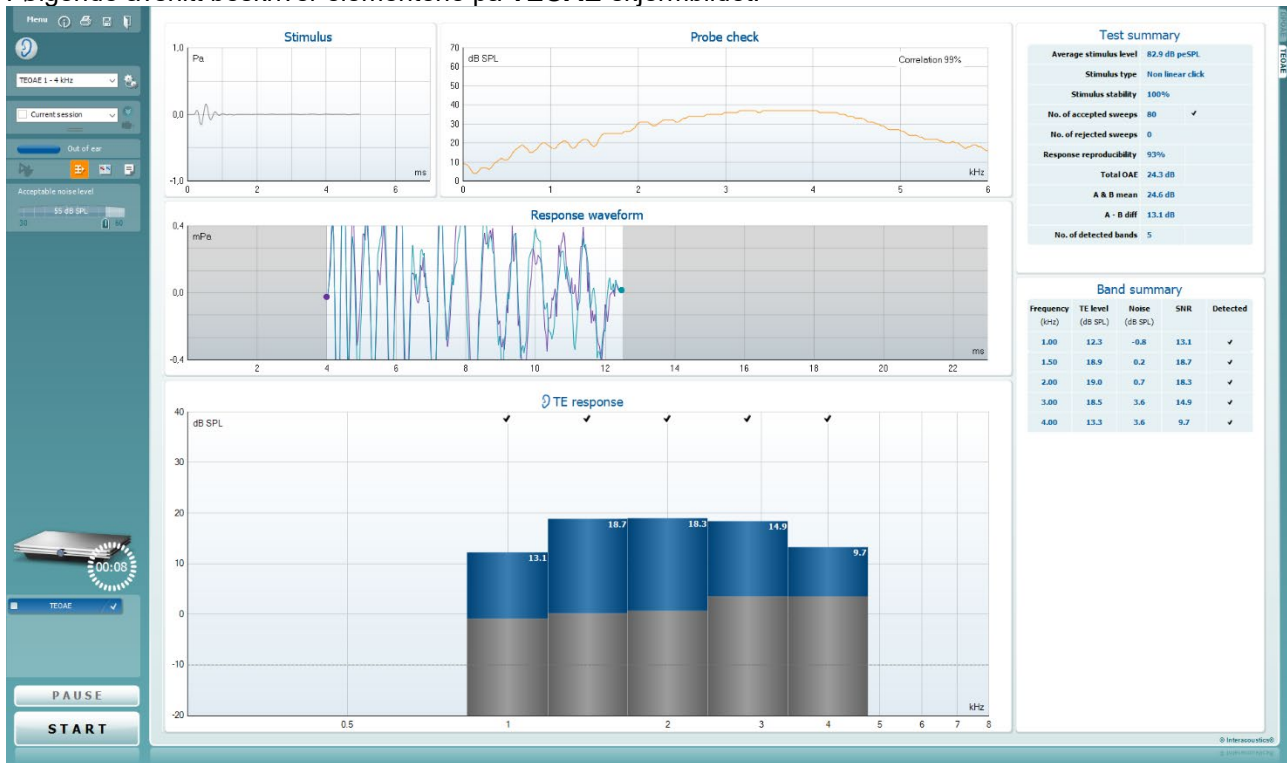 Følgende avsnitt beskriver elementene på TEOAE-skjermbildet.
Menu
TEOAE 1 - 4 kHz
Current session
Out of ear
Acceptable noise level
55 dB SPL
30 60
00:08
TEOAE
PAUSE
START
Stimulus
1,0
Pa
0,0
-1,0
ms
0 2 4 6
Probe check
70
dB SPL
Correlation 99%
60
50
40
30
20
10
0
kHz
0 1 2 3 4 5 6
Response waveform
0,4
mPa
0,0
-0,4
ms
2 4 6 8 10 12 14 16 18 20 22
TE response
40
dB SPL
30
20
18.7 18.3 14.9
13.1 9.7
10
0
-10
-20
kHz
0.5 1 2 3 4 5 6 7 8
Test summary
Average stimulus level 82.9 dB peSPL
Stimulus type Non linear click
Stimulus stability 100%
No. of accepted sweeps 80
No. of rejected sweeps 0
Response reproducibility 93%
Total OAE 24.3 dB
A & B mean 24.6 dB
A - B diff 13.1 dB
No. of detected bands 5
Band summary
Frequency TE level Noise SNR Detected
(kHz) (dB SPL) (dB SPL)
1.00 12.3 -0.8 13.1
1.50 18.9 0.2 18.7
2.00 19.0 0.7 18.3
3.00 18.5 3.6 14.9
4.00 13.3 3.6 9.7
TEOAE
® Interacoustics®